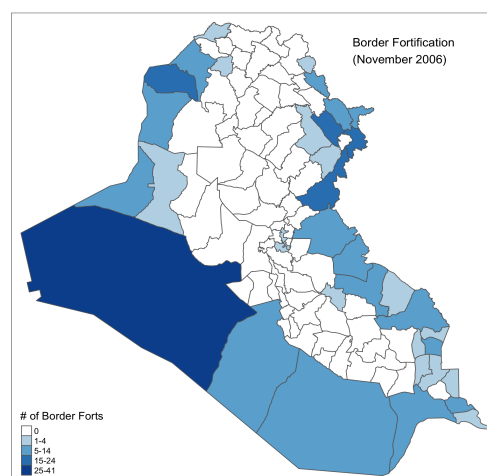 Border Fortification
(November 2006)
# of Border Forts
0
1-4
5-14
15-24
25-41